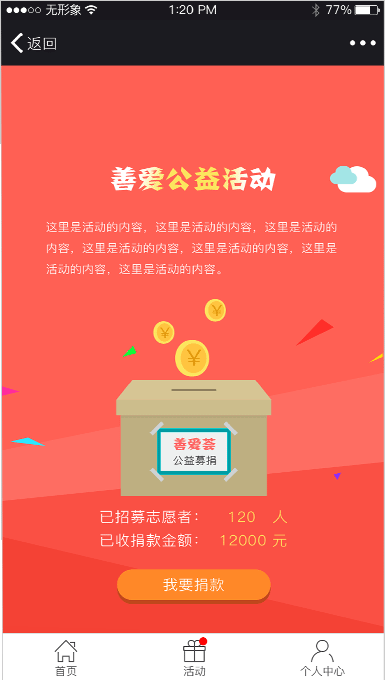 无形象 1:20 PM 77%
返回
善爱公益活动
这里是活动的内容，这里是活动的内容，这里是活动的
内容，这里是活动的内容，这里是活动的内容，这里是
活动的内容，这里是活动的内容。
¥
¥
¥
善爱荟
公益募捐
已招募志愿者： 120 人
已收捐款金额： 12000 元
我要捐款
首页 活动 个人中心